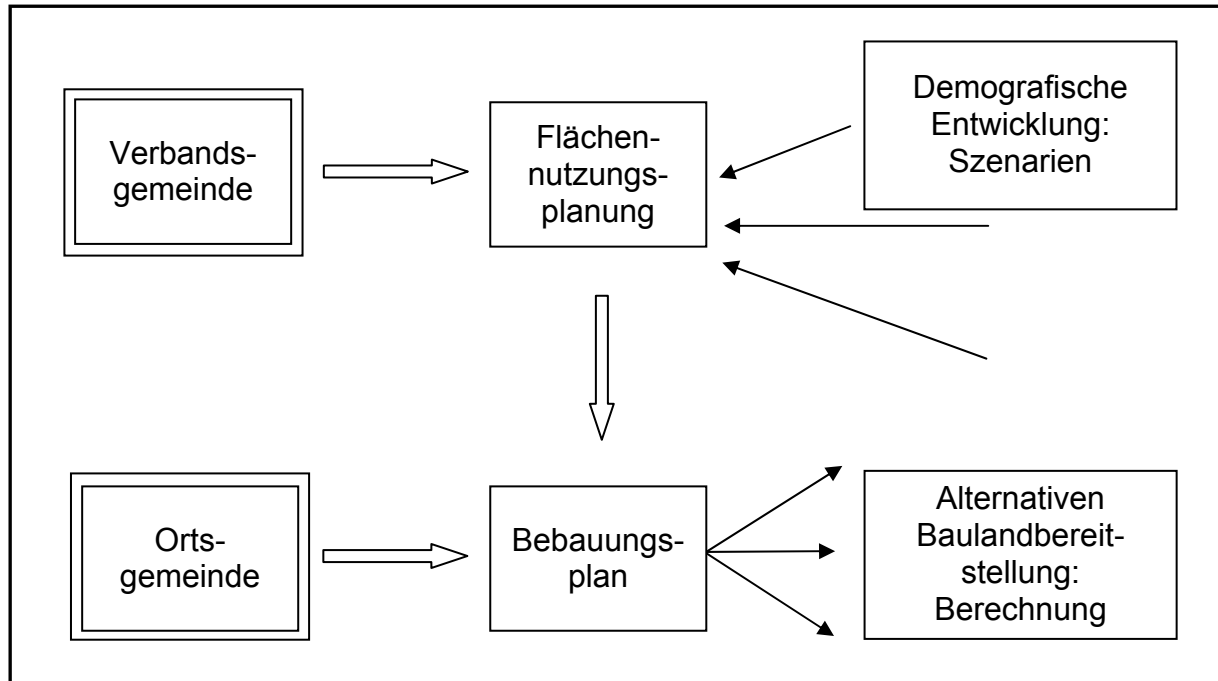 Verbands-
gemeinde
Flächen-
nutzungs-
planung
Demografische
Entwicklung:
Szenarien
Orts-
gemeinde
Bebauungs-
plan
Alternativen
Baulandbereit-
stellung:
Berechnung